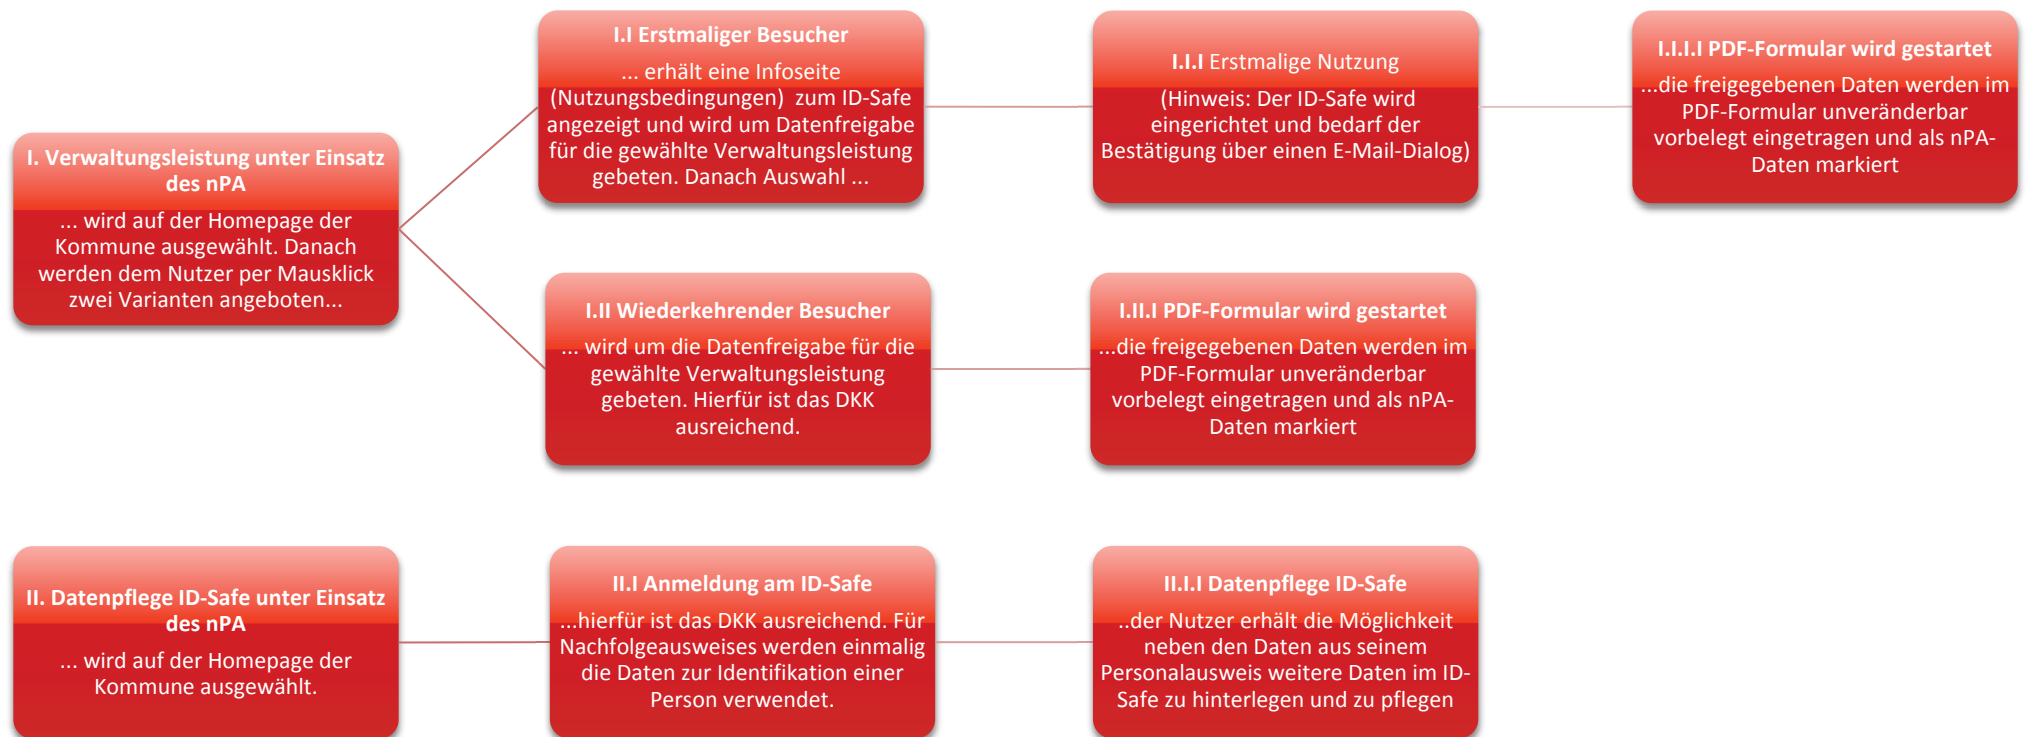 I. Verwaltungsleistung unter Einsatz
des nPA
... wird auf der Homepage der
Kommune ausgewählt. Danach
werden dem Nutzer per Mausklick
zwei Varianten angeboten...
I.I Erstmaliger Besucher
... erhält eine Infoseite
(Nutzungsbedingungen) zum ID-Safe
angezeigt und wird um Datenfreigabe
für die gewählte Verwaltungsleistung
gebeten. Danach Auswahl ...
I.I.I Erstmalige Nutzung
(Hinweis: Der ID-Safe wird
eingerichtet und bedarf der
Bestätigung über einen E-Mail-Dialog)
I.I.I.I PDF-Formular wird gestartet
...die freigegebenen Daten werden im
PDF-Formular unveränderbar
vorbelegt eingetragen und als nPA-
Daten markiert
I.II Wiederkehrender Besucher
... wird um die Datenfreigabe für die
gewählte Verwaltungsleistung
gebeten. Hierfür ist das DKK
ausreichend.
I.II.I PDF-Formular wird gestartet
...die freigegebenen Daten werden im
PDF-Formular unveränderbar
vorbelegt eingetragen und als nPA-
Daten markiert
II. Datenpflege ID-Safe unter Einsatz
des nPA
... wird auf der Homepage der
Kommune ausgewählt.
II.I Anmeldung am ID-Safe
...hierfür ist das DKK ausreichend. Für
Nachfolgeausweises werden einmalig
die Daten zur Identifikation einer
Person verwendet.
II.I.I Datenpflege ID-Safe
..der Nutzer erhält die Möglichkeit
neben den Daten aus seinem
Personalausweis weitere Daten im ID-
Safe zu hinterlegen und zu pflegen